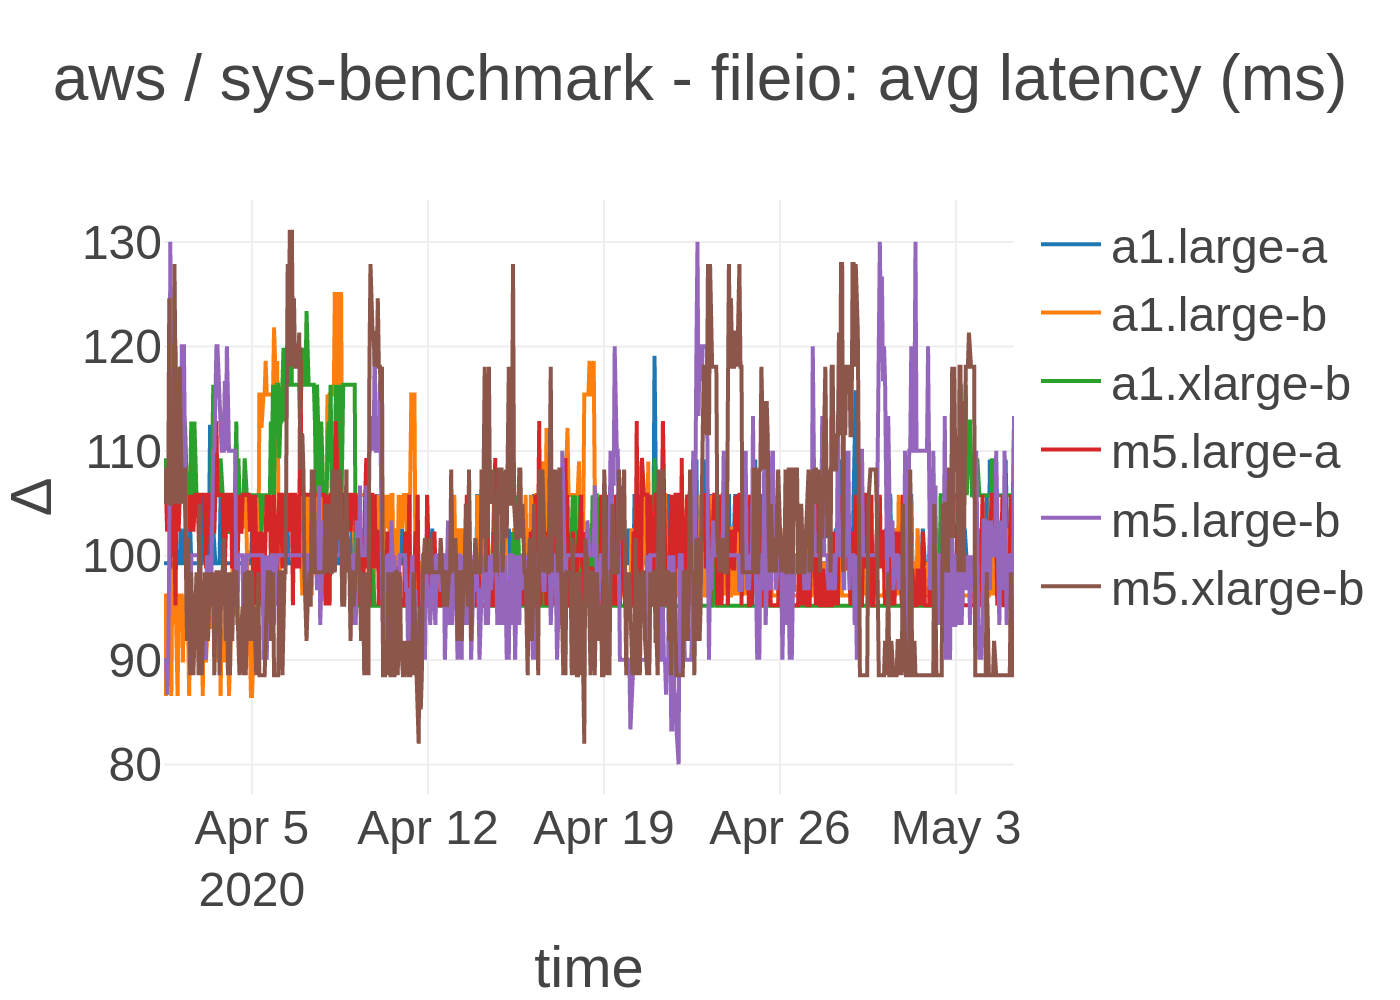 aws / sys-benchmark - fileio: avg latency (ms)
130
120
110
100
90
80
Δ
Apr 5
2020
Apr 12
Apr 19
Apr 26
May 3
time
a1.large-a
a1.large-b
a1.xlarge-b
m5.large-a
m5.large-b
m5.xlarge-b